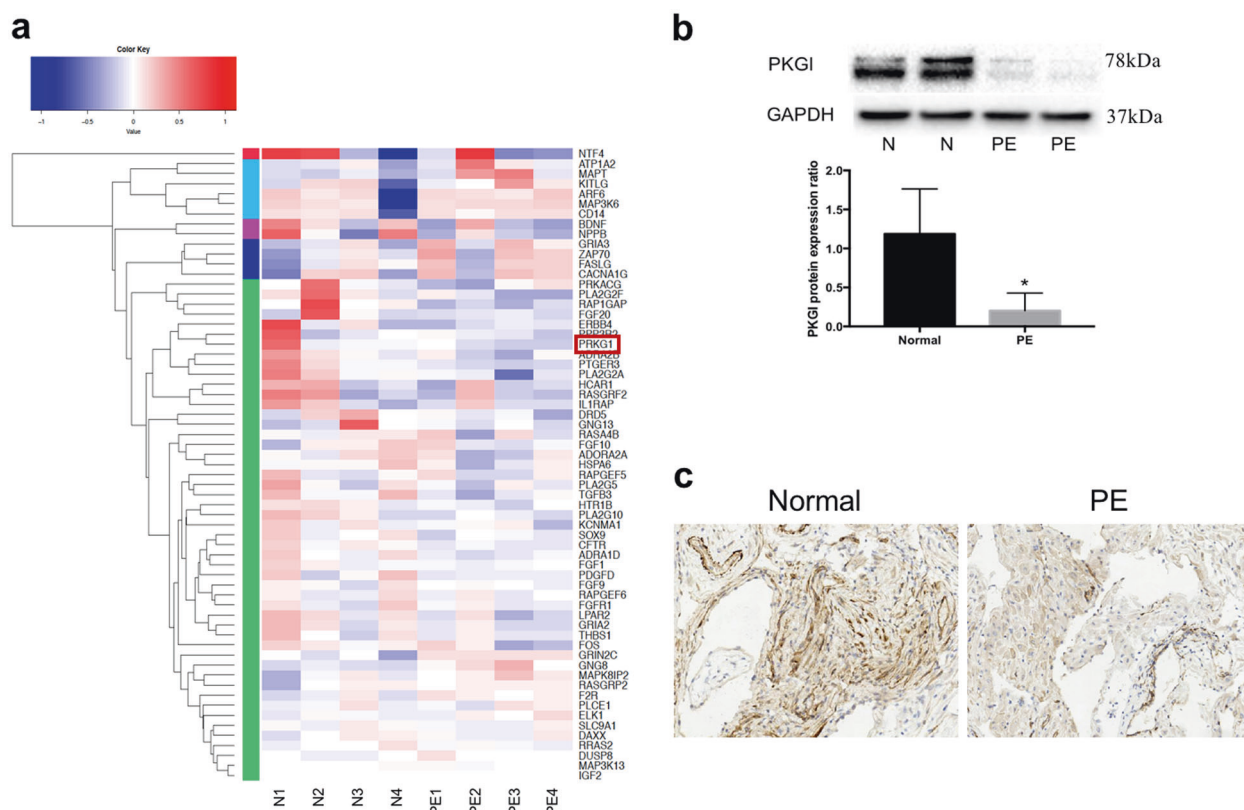 a
Color Key
-1 -0.5 0 0.5 1
Value
NTF4
ATP1A2
MAPT
KITLG
ARF6
MAP3K6
CD14
BDNF
NPPB
GRIA3
ZAP70
FASLG
CACNA1G
PRKACG
PLA2G2F
RAP1GAP
FGF20
ERBB4
PRKG1
ADRA2B
PTGER3
PLA2G2A
HCAR1
RASGRF2
IL1RAP
DRD5
GNG13
RASA4B
FGF10
ADORA2A
HSPA6
RAPGEF5
PLA2G5
TGFB3
HTR1B
PLA2G10
KCNMA1
SOX9
CFTR
ADRA1D
FGF1
PDGFD
FGF9
RAPGEF6
FGFR1
LPAR2
GRIA2
THBS1
FOS
GRIN2C
GNG8
MAPK8IP2
RASGRP2
F2R
PLCE1
ELK1
SLC9A1
DAXX
RRAS2
DUSP8
MAP3K13
IGF2
N1 N2 N3 N4 PE1 PE2 PE3 PE4
b
PKGI 78kDa
GAPDH 37kDa
N N PE PE
PKGI protein expression ratio
2.0
1.5
1.0
0.5
0.0
*
Normal PE
c
Normal PE